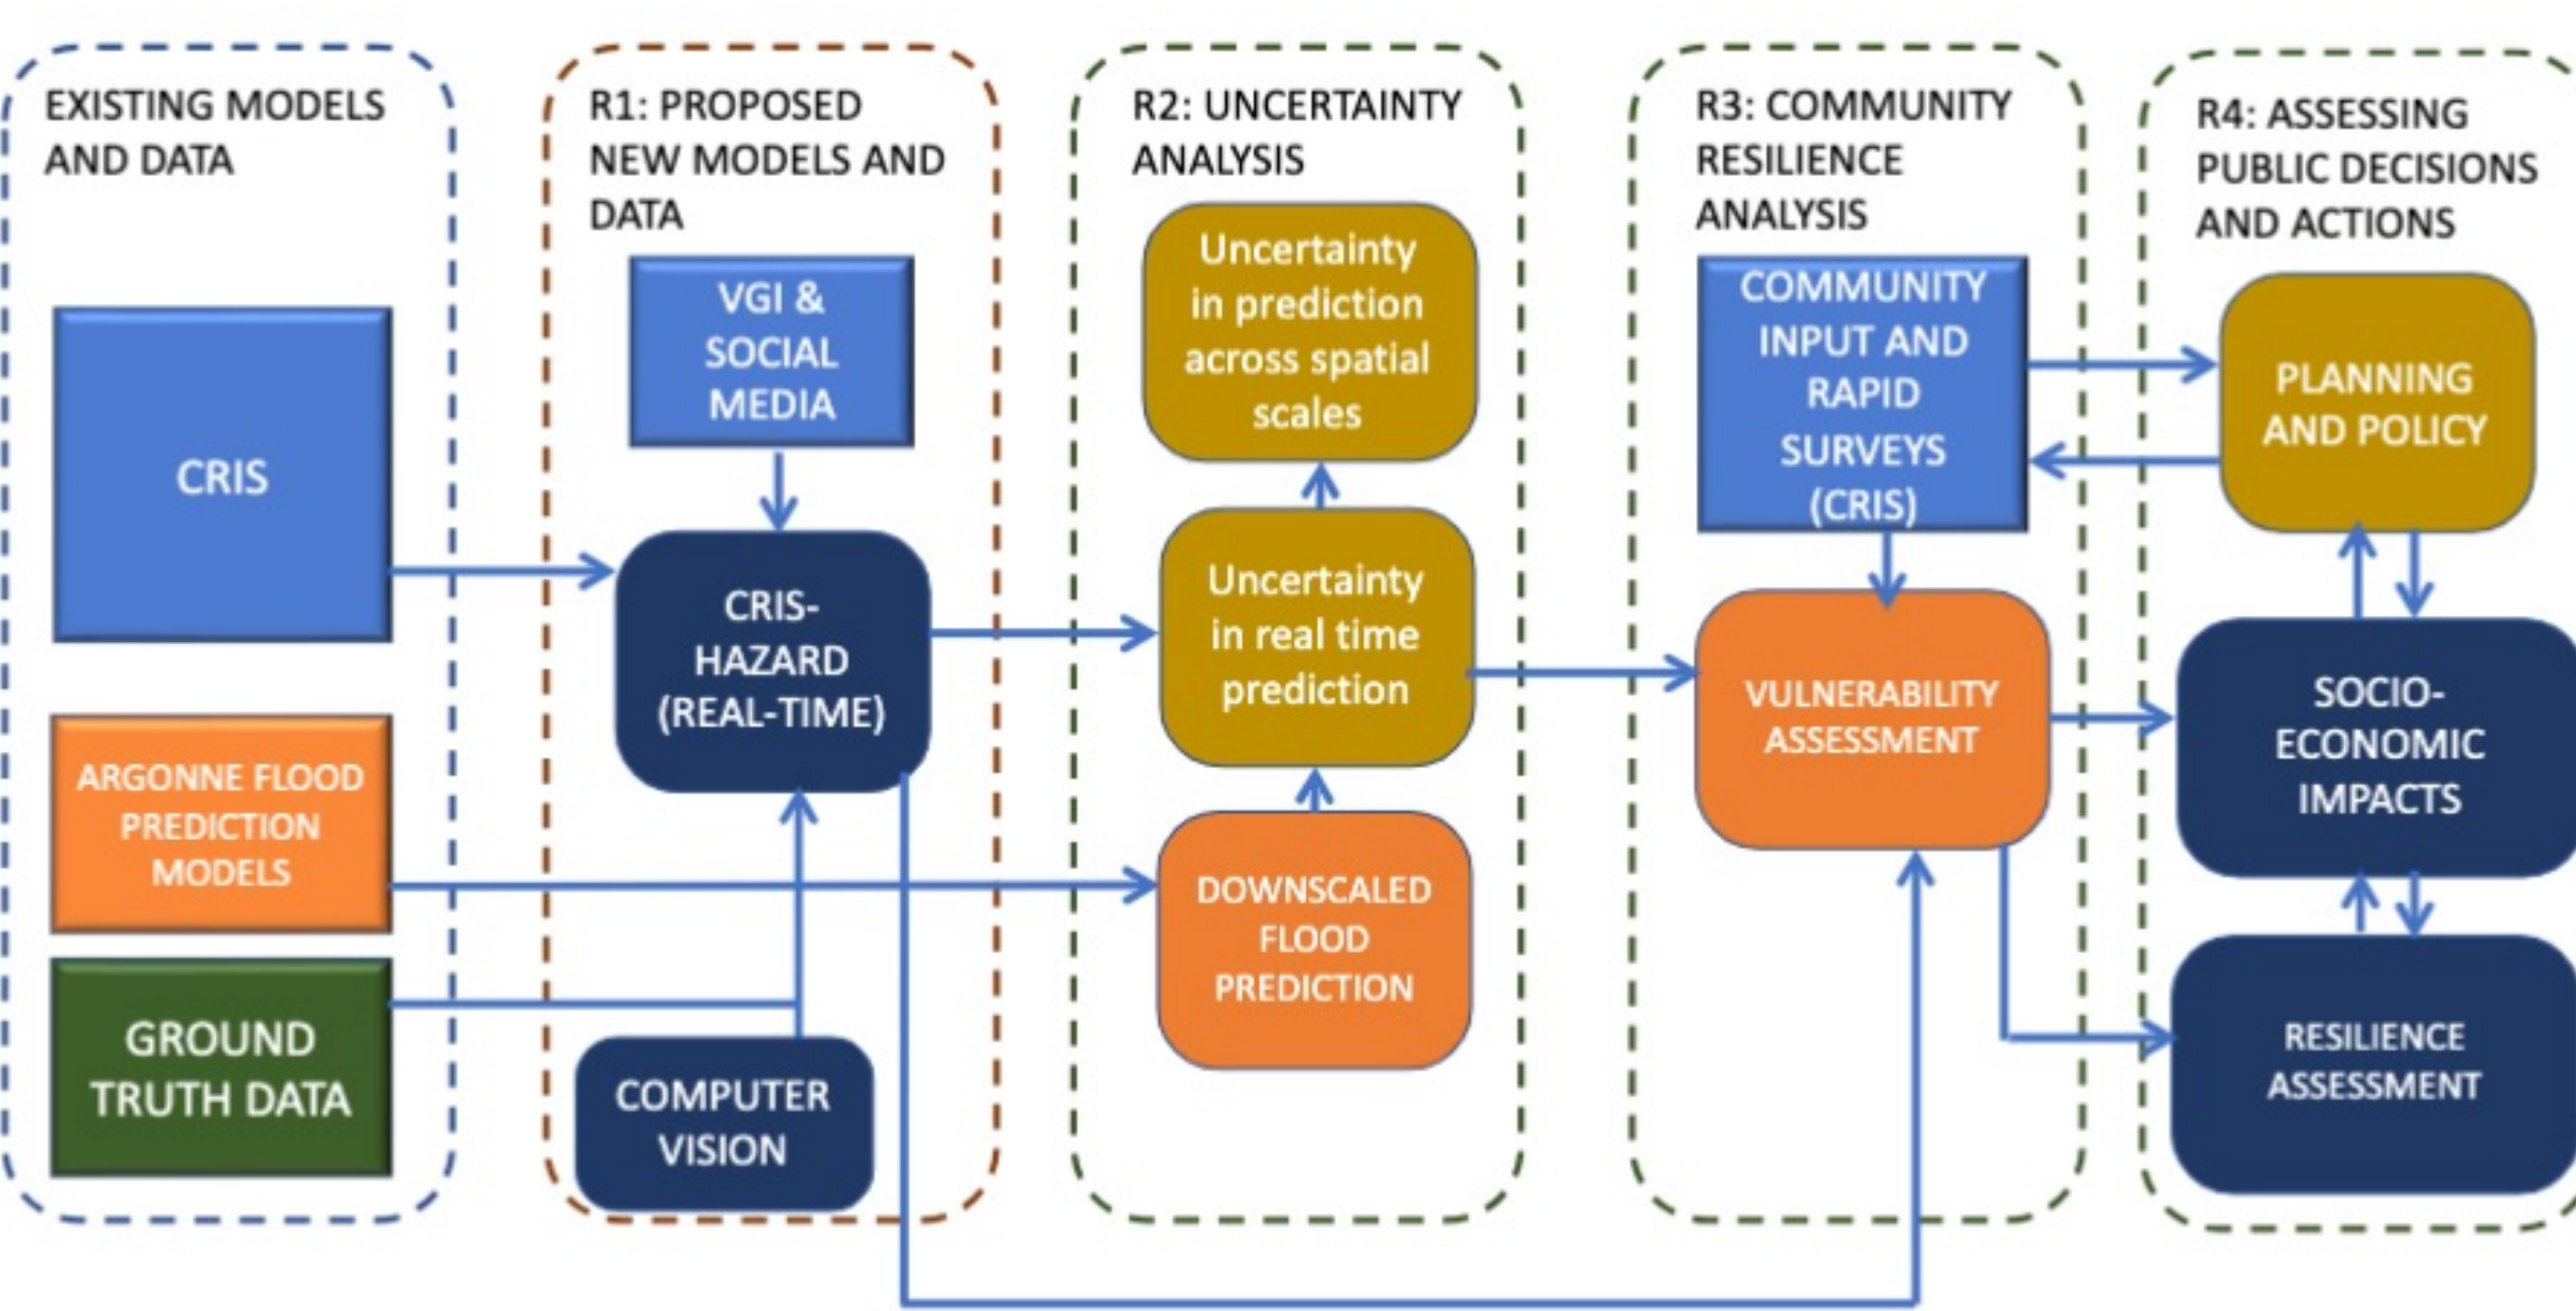 EXISTING MODELS
AND DATA
CRIS
ARGONNE FLOOD
PREDICTION
MODELS
GROUND
TRUTH DATA
R1: PROPOSED
NEW MODELS AND
DATA
VGI &
SOCIAL
MEDIA
CRIS-
HAZARD
(REAL-TIME)
COMPUTER
VISION
R2: UNCERTAINTY
ANALYSIS
Uncertainty
in prediction
across spatial
scales
Uncertainty
in real time
prediction
DOWNSCALED
FLOOD
PREDICTION
R3: COMMUNITY
RESILIENCE
ANALYSIS
COMMUNITY
INPUT AND
RAPID
SURVEYS
(CRIS)
VULNERABILITY
ASSESSMENT
R4: ASSESSING
PUBLIC DECISIONS
AND ACTIONS
PLANNING
AND POLICY
SOCIO-
ECONOMIC
IMPACTS
RESILIENCE
ASSESSMENT